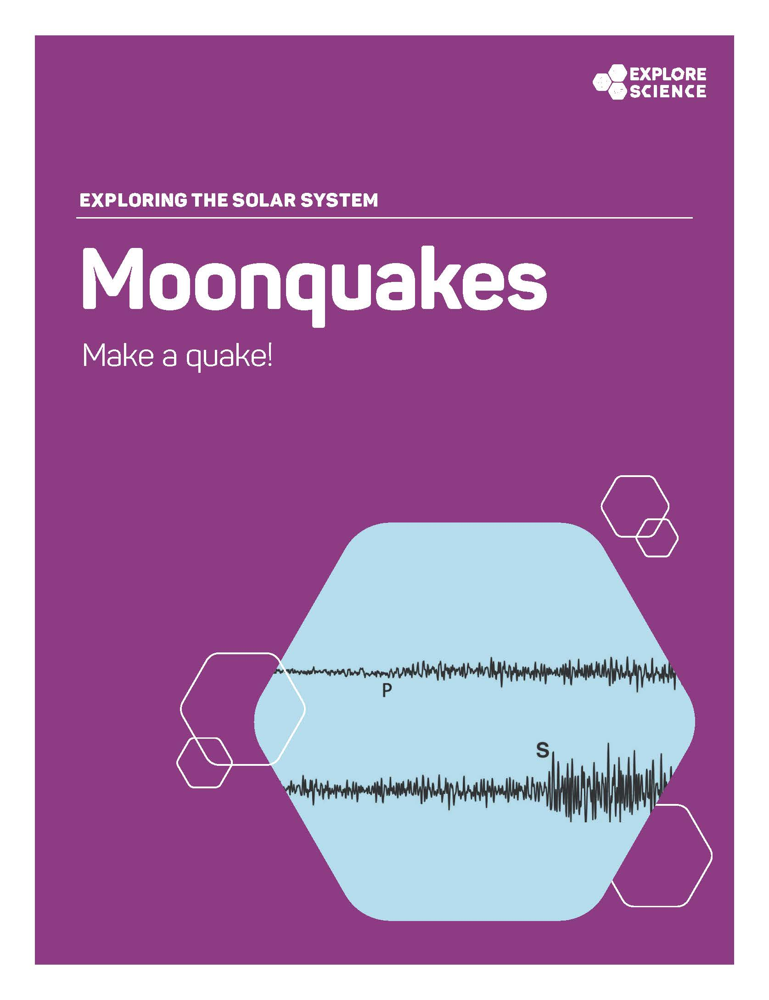 EXPLORE
SCIENCE
EXPLORING THE SOLAR SYSTEM
Moonquakes
Make a quake!
P
S